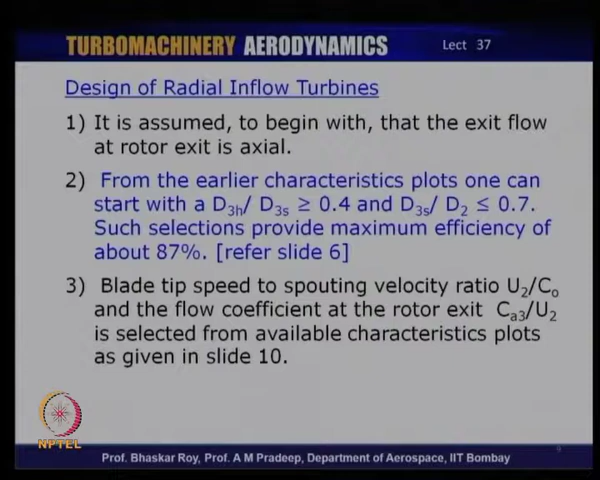 TURBOMACHINERY AERODYNAMICS Lect 37
Design of Radial Inflow Turbines
1) It is assumed, to begin with, that the exit flow
at rotor exit is axial.
2) From the earlier characteristics plots one can
start with a D3h/ D3s ≥ 0.4 and D3s/ D2 ≤ 0.7.
Such selections provide maximum efficiency of
about 87%. [refer slide 6]
3) Blade tip speed to spouting velocity ratio U2/Co
and the flow coefficient at the rotor exit Ca3/U2
is selected from available characteristics plots
as given in slide 10.
NPTEL
Prof. Bhaskar Roy, Prof. A M Pradeep, Department of Aerospace, IIT Bombay